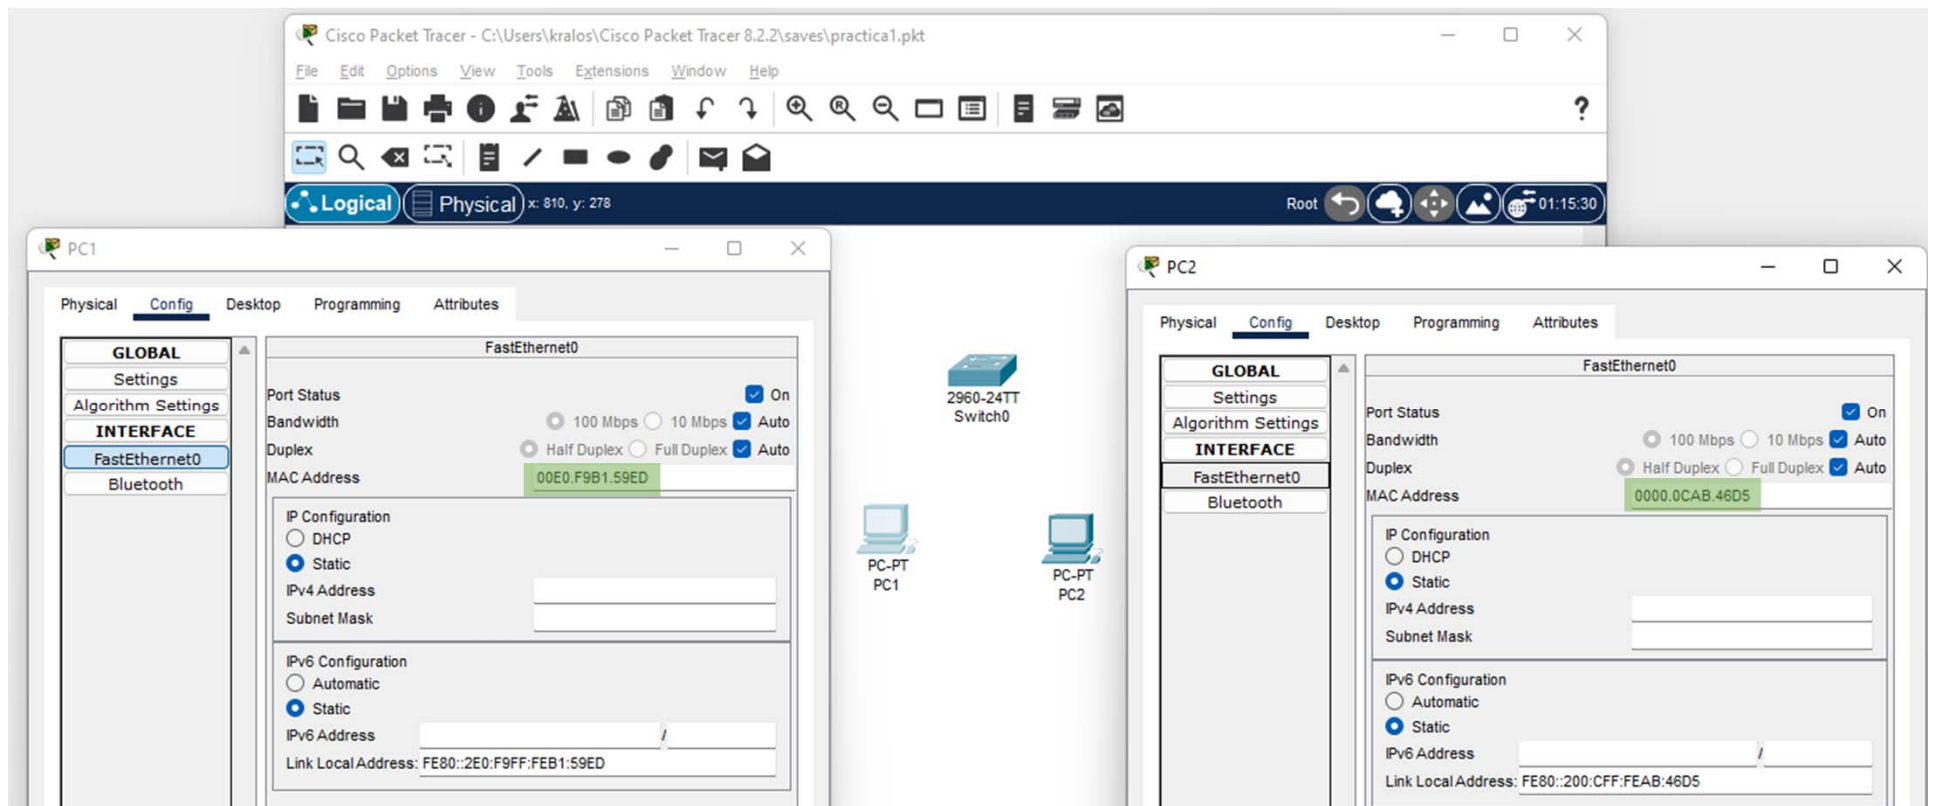 Cisco Packet Tracer - C:\Users\kralos\Cisco Packet Tracer 8.2.2\saves\practica1.pkt
File Edit Options View Tools Extensions Window Help
?
Logical Physical x: 810, y: 278 Root 01:15:30
PC1
Physical Config Desktop Programming Attributes
GLOBAL
Settings
Algorithm Settings
INTERFACE
FastEthernet0
Bluetooth
FastEthernet0
Port Status On
Bandwidth 100 Mbps 10 Mbps Auto
Duplex Half Duplex Full Duplex Auto
MAC Address 00E0.F9B1.59ED
IP Configuration
DHCP
Static
IPv4 Address
Subnet Mask
IPv6 Configuration
Automatic
Static
IPv6 Address /
Link Local Address: FE80::2E0:F9FF:FEB1:59ED
2960-24TT
Switch0
PC-PT
PC1
PC-PT
PC2
PC2
Physical Config Desktop Programming Attributes
GLOBAL
Settings
Algorithm Settings
INTERFACE
FastEthernet0
Bluetooth
FastEthernet0
Port Status On
Bandwidth 100 Mbps 10 Mbps Auto
Duplex Half Duplex Full Duplex Auto
MAC Address 0000.0CAB.46D5
IP Configuration
DHCP
Static
IPv4 Address
Subnet Mask
IPv6 Configuration
Automatic
Static
IPv6 Address /
Link Local Address: FE80::200:CFF:FEAB:46D5